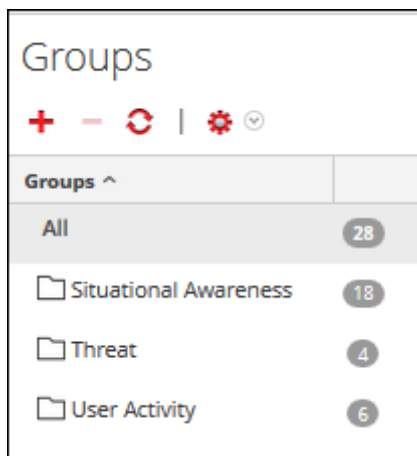 Groups
Groups
All 28
Situational Awareness 18
Threat 4
User Activity 6